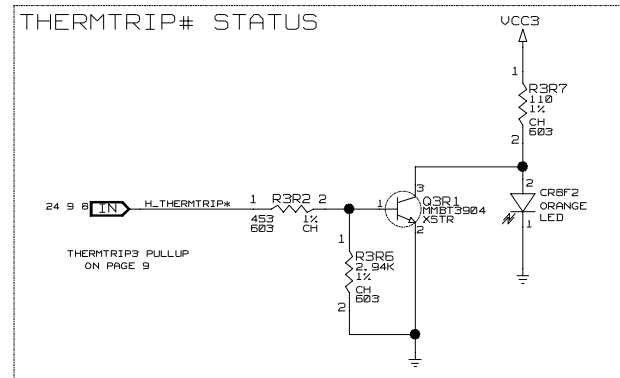 THERMTRIP# STATUS
VCC3
1
R3R7
110
1%
CH
603
2
24 9 8 IN H_THERMTRIP* 1 R3R2 2
453
603
1%
CH
1
3
Q3R1
MMBT3904
XSTR
2
2
CR8F2
ORANGE
LED
1
THERMTRIP3 PULLUP
ON PAGE 9
1
R3R6
2.94K
1%
CH
603
2